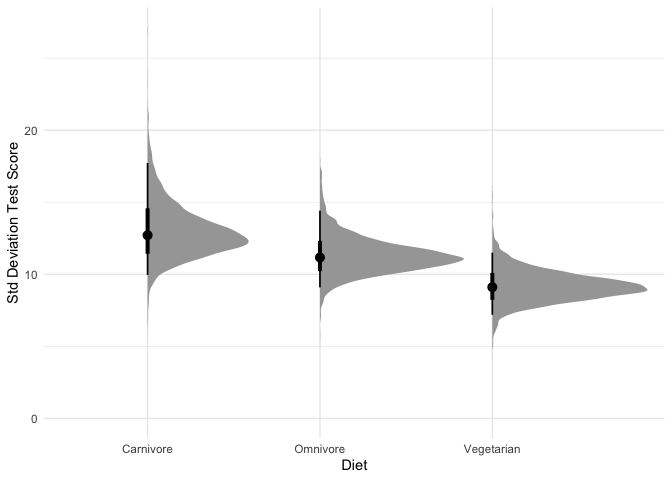 Std Deviation Test Score
20
10
0
Carnivore
Omnivore
Vegetarian
Diet